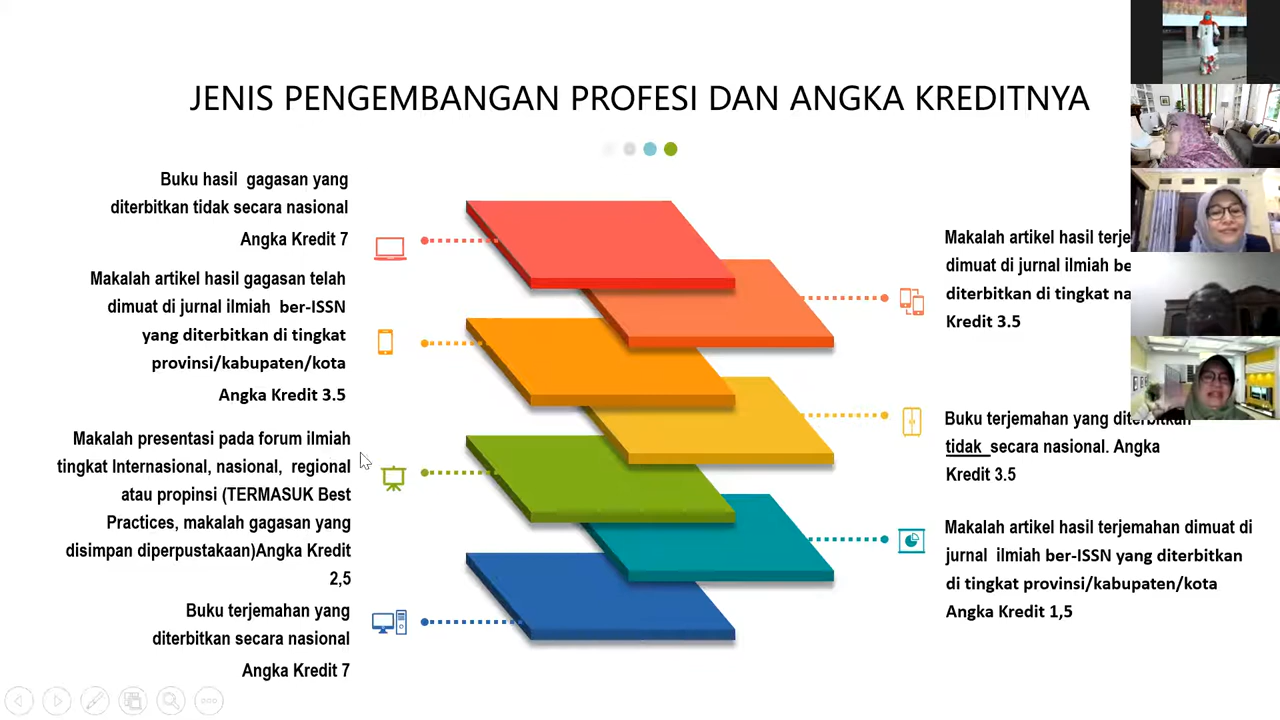 JENIS PENGEMBANGAN PROFESI DAN ANGKA KREDITNYA
Buku hasil gagasan yang
diterbitkan tidak secara nasional
Angka Kredit 7
Makalah artikel hasil gagasan telah
dimuat di jurnal ilmiah ber-ISSN
yang diterbitkan di tingkat
provinsi/kabupaten/kota
Angka Kredit 3.5
Makalah presentasi pada forum ilmiah
tingkat Internasional, nasional, regional
atau propinsi (TERMASUK Best
Practices, makalah gagasan yang
disimpan diperpustakaan)Angka Kredit
2,5
Buku terjemahan yang
diterbitkan secara nasional
Angka Kredit 7
Makalah artikel hasil
dimuat di jurnal ilmiah
diterbitkan di tingkat
Kredit 3.5
Buku terjemahan yang diterbitkan
tidak secara nasional. Angka
Kredit 3.5
Makalah artikel hasil terjemahan dimuat di
jurnal ilmiah ber-ISSN yang diterbitkan
di tingkat provinsi/kabupaten/kota
Angka Kredit 1,5